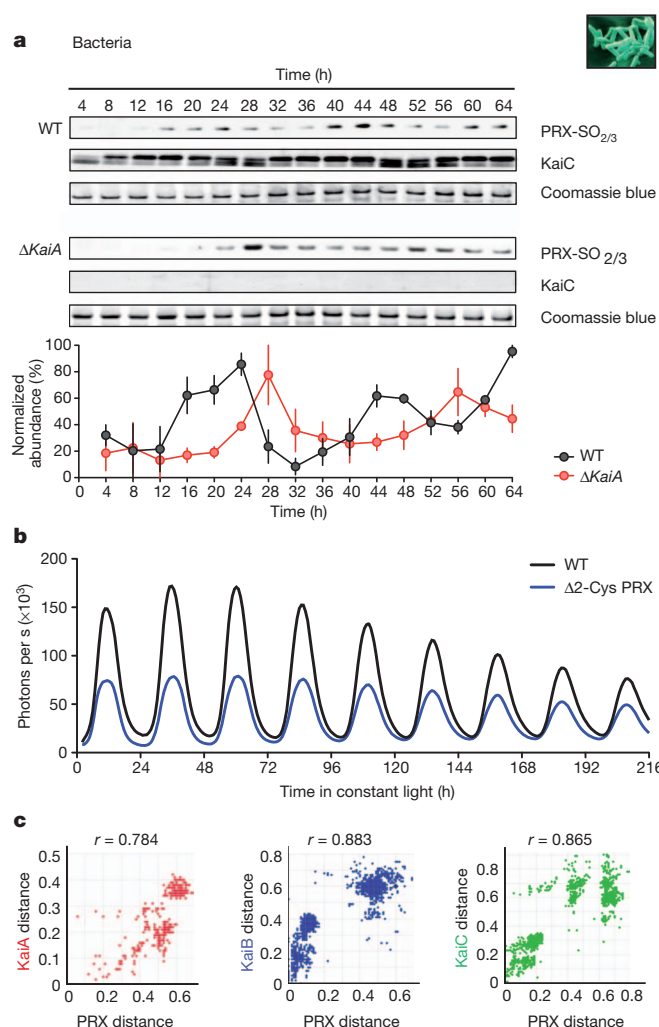 a Bacteria
Time (h)
4 8 12 16 20 24 28 32 36 40 44 48 52 56 60 64
WT PRX-SO2/3
KaiC
Coomassie blue
ΔKaiA PRX-SO 2/3
KaiC
Coomassie blue
Normalized abundance (%)
100
80
60
40
20
0
0 4 8 12 16 20 24 28 32 36 40 44 48 52 56 60 64
Time (h)
WT
ΔKaiA
b
Photons per s (×10³)
200
150
100
50
0
WT
Δ2-Cys PRX
0 24 48 72 96 120 144 168 192 216
Time in constant light (h)
c
r = 0.784
KaiA distance
0.5
0.4
0.3
0.2
0.1
0
0 0.2 0.4 0.6
PRX distance
r = 0.883
KaiB distance
0.8
0.6
0.4
0.2
0
0 0.2 0.4 0.6
PRX distance
r = 0.865
KaiC distance
0.8
0.6
0.4
0.2
0
0 0.2 0.4 0.6 0.8
PRX distance